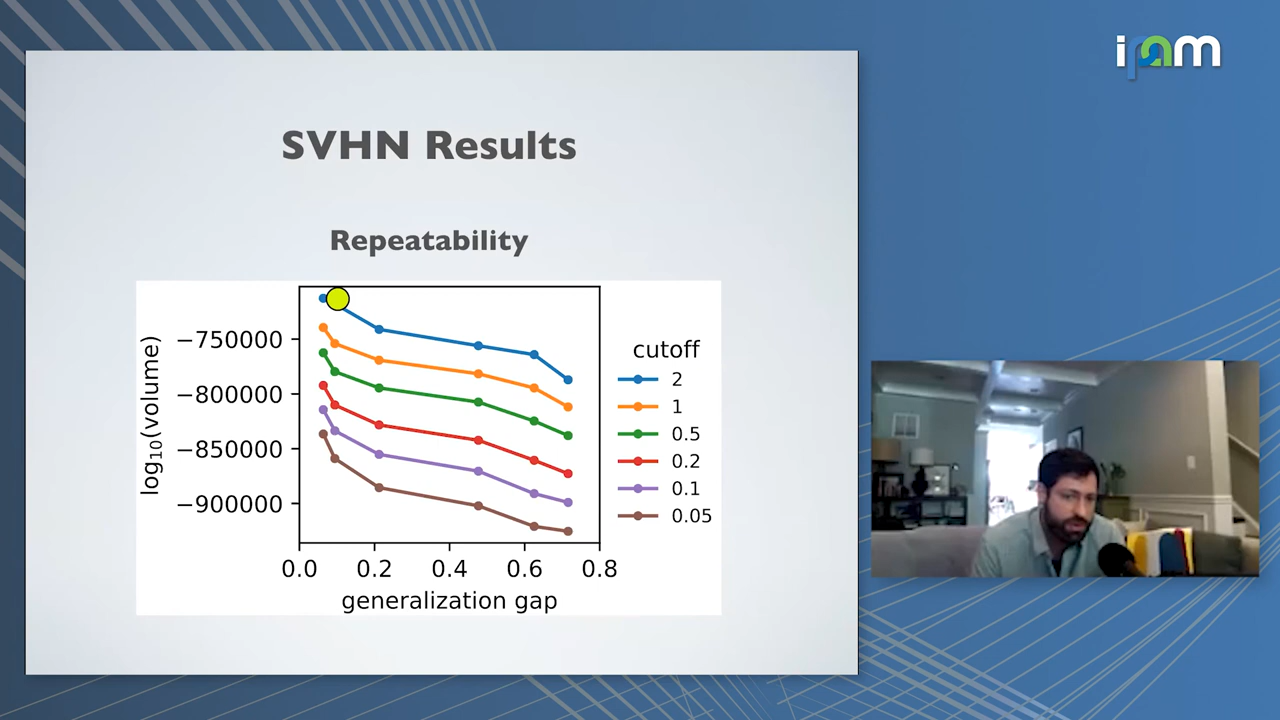 ipam
SVHN Results
Repeatability
log10(volume)
−750000
−800000
−850000
−900000
0.0 0.2 0.4 0.6 0.8
generalization gap
cutoff
2
1
0.5
0.2
0.1
0.05